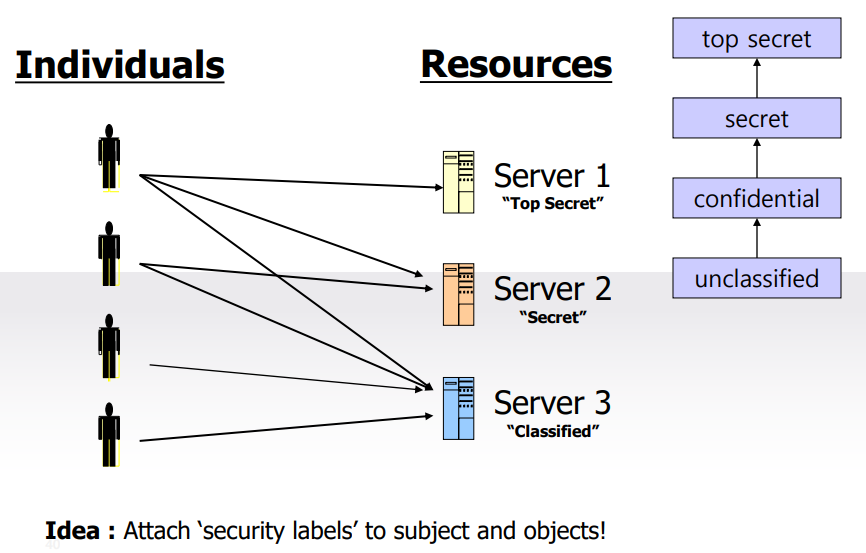 Individuals
Resources
top secret
secret
confidential
unclassified
Server 1
“Top Secret”
Server 2
“Secret”
Server 3
“Classified”
Idea : Attach ‘security labels’ to subject and objects!